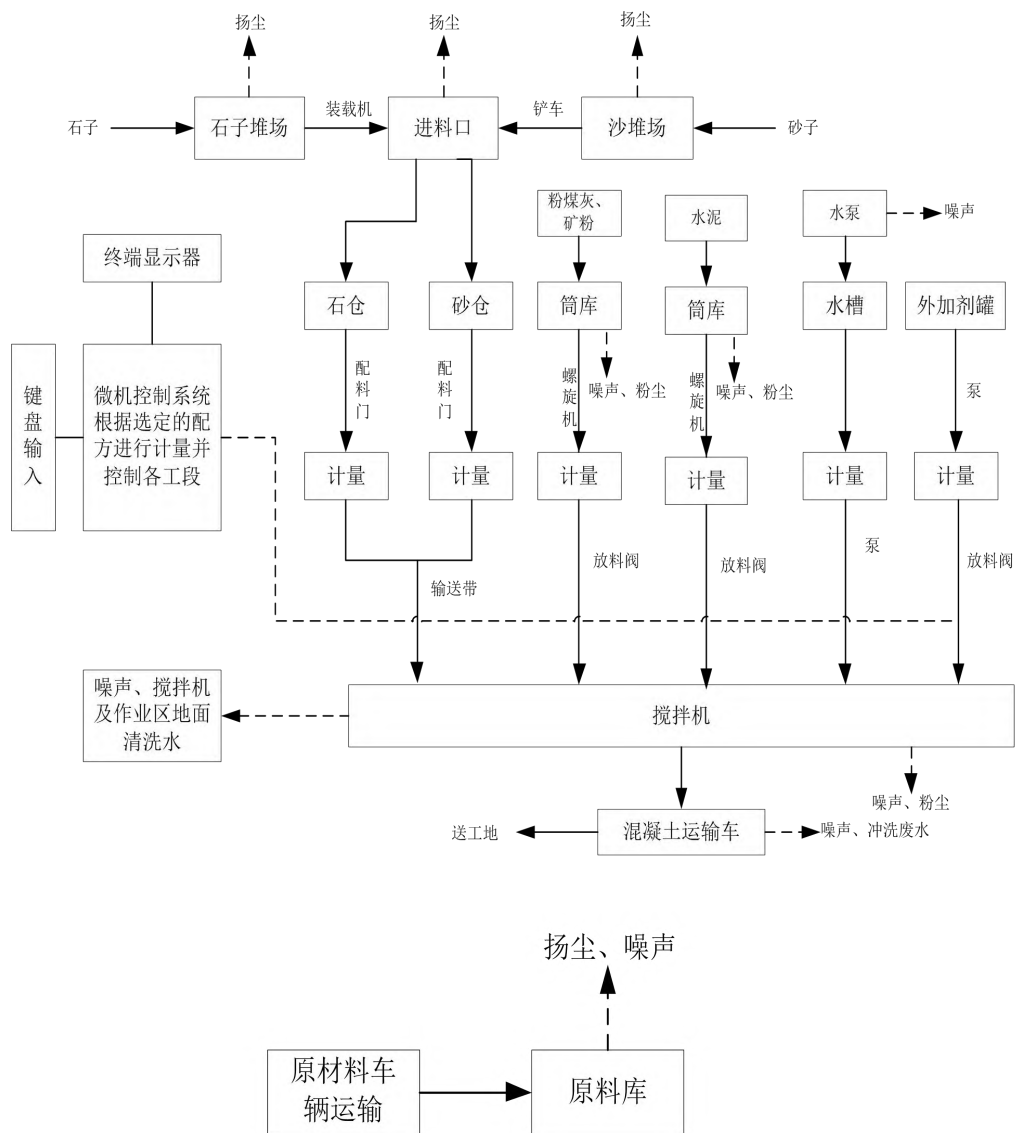 扬尘
扬尘
扬尘
石子
石子堆场
装载机
进料口
铲车
沙堆场
砂子
粉煤灰、
矿粉
水泥
水泵
噪声
终端显示器
石仓
砂仓
筒库
筒库
水槽
外加剂罐
键
盘
输
入
微机控制系统
根据选定的配
方进行计量并
控制各工段
配
料
门
配
料
门
螺
旋
机
噪声、粉尘
螺
旋
机
噪声、粉尘
泵
计量
计量
计量
计量
计量
计量
输送带
放料阀
放料阀
泵
放料阀
噪声、搅拌机
及作业区地面
清洗水
搅拌机
噪声、粉尘
送工地
混凝土运输车
噪声、冲洗废水
扬尘、噪声
原材料车
辆运输
原料库